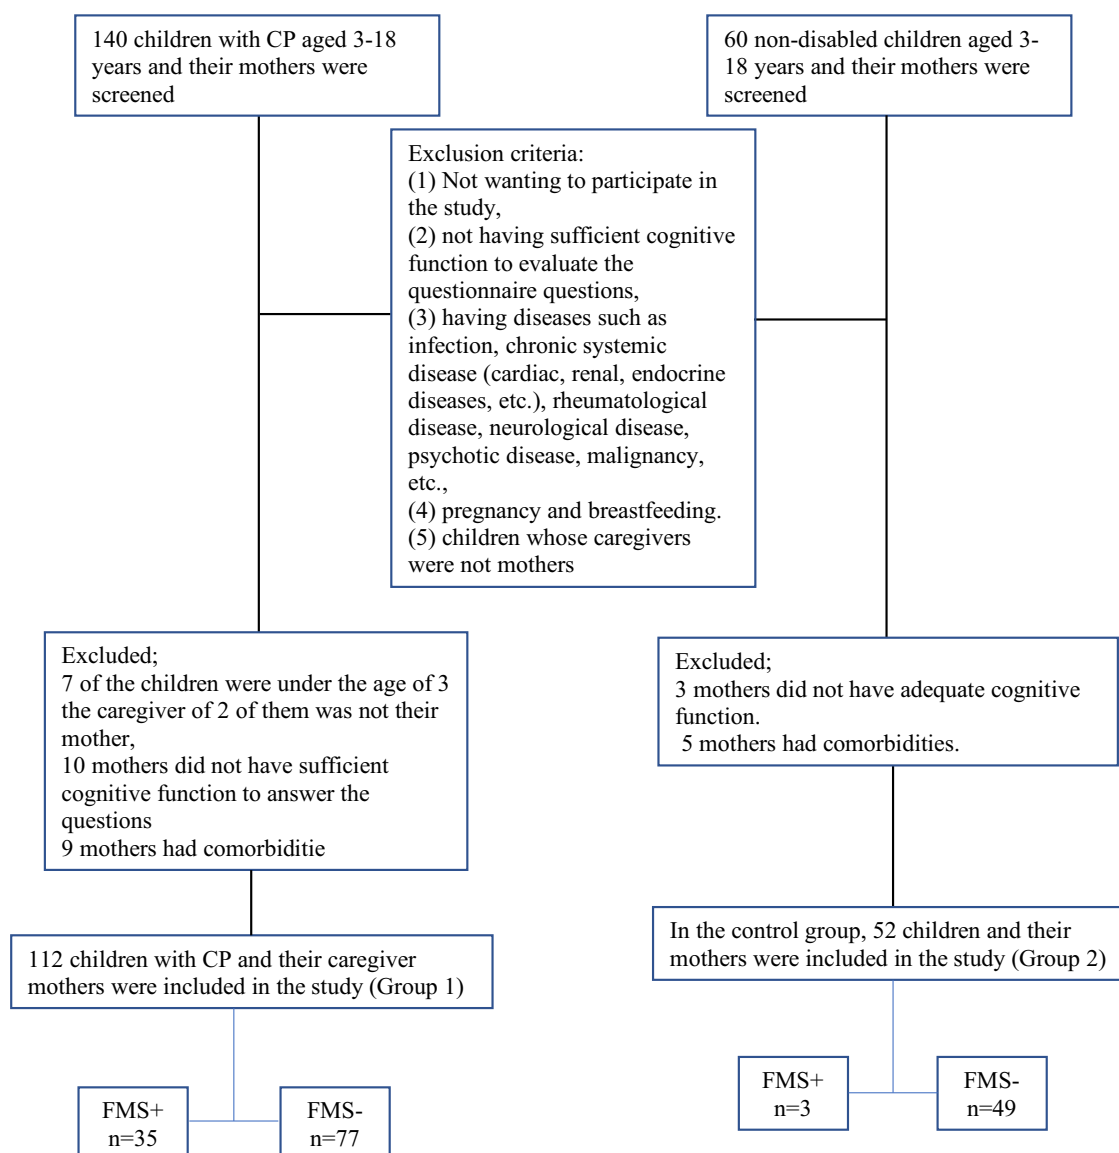 140 children with CP aged 3-18
years and their mothers were
screened
60 non-disabled children aged 3-
18 years and their mothers were
screened
Exclusion criteria:
(1) Not wanting to participate in
the study,
(2) not having sufficient cognitive
function to evaluate the
questionnaire questions,
(3) having diseases such as
infection, chronic systemic
disease (cardiac, renal, endocrine
diseases, etc.), rheumatological
disease, neurological disease,
psychotic disease, malignancy,
etc.,
(4) pregnancy and breastfeeding.
(5) children whose caregivers
were not mothers
Excluded;
7 of the children were under the age of 3
the caregiver of 2 of them was not their
mother,
10 mothers did not have sufficient
cognitive function to answer the
questions
9 mothers had comorbiditie
Excluded;
3 mothers did not have adequate cognitive
function.
5 mothers had comorbidities.
112 children with CP and their caregiver
mothers were included in the study (Group 1)
In the control group, 52 children and their
mothers were included in the study (Group 2)
FMS+
n=35
FMS-
n=77
FMS+
n=3
FMS-
n=49